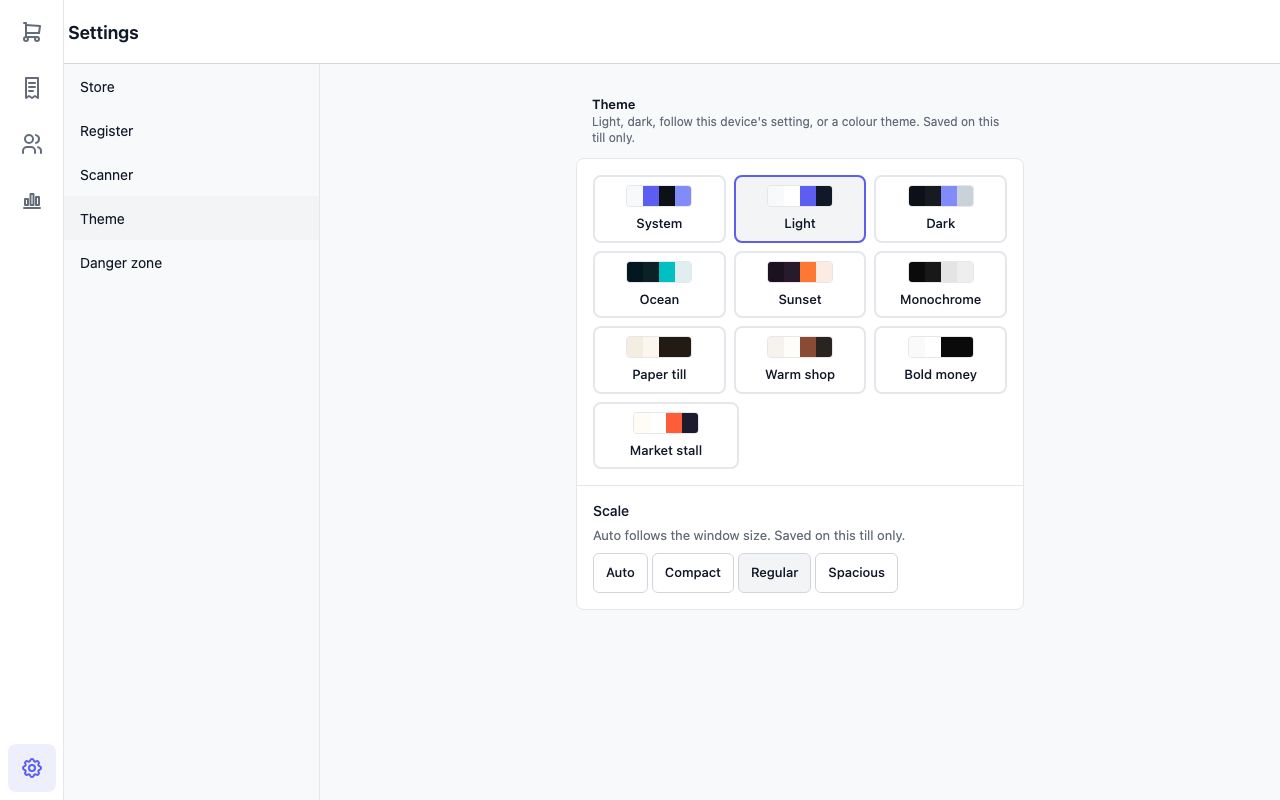 Settings
Store
Register
Scanner
Theme
Danger zone
Theme
Light, dark, follow this device's setting, or a colour theme. Saved on this
till only.
System
Light
Dark
Ocean
Sunset
Monochrome
Paper till
Warm shop
Bold money
Market stall
Scale
Auto follows the window size. Saved on this till only.
Auto
Compact
Regular
Spacious